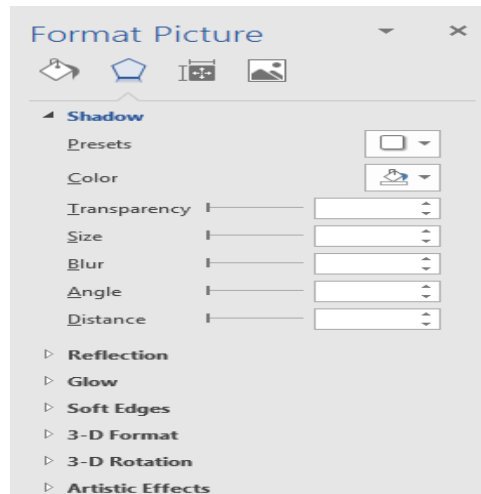 Format Picture
Shadow
Presets
Color
Transparency
Size
Blur
Angle
Distance
Reflection
Glow
Soft Edges
3-D Format
3-D Rotation
Artistic Effects